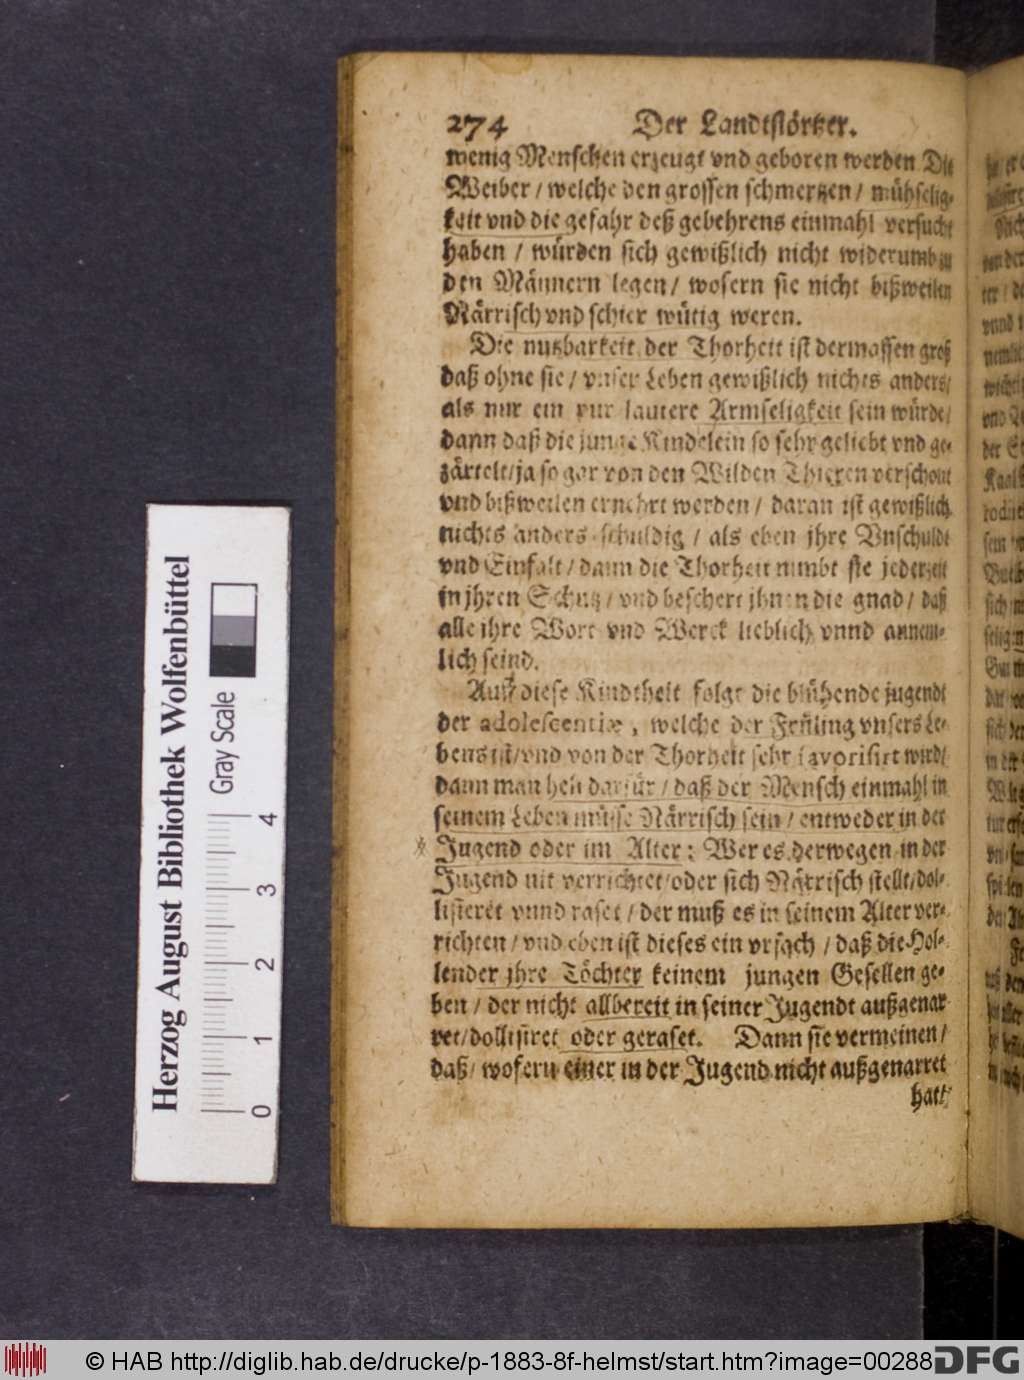 274 Der Landtstörtzer.
wenig Menschen erzeugt vnd geboren werden Die
Weiber / welche den grossen schmertzen / mühselig-
keit vnd die gefahr deß gebehrens einmahl versucht
haben / würden sich gewißlich nicht widerumb zu
den Männern legen / wofern sie nicht bißweilen
Närrisch vnd schier wütig weren.
Die nutzbarkeit der Thorheit ist dermassen groß
daß ohne sie / vnser Leben gewißlich nichts anders /
als nur ein pur lautere Armseligkeit sein würde /
dann daß die junge Kindelein so sehr geliebt vnd ge-
zärtelt / ja so gar von den Wilden Thieren verschont
vnd bißweilen ernehrt werden / daran ist gewißlich
nichts anders schuldig / als eben jhre Vnschuldt
vnd Einfalt / dann die Thorheit nimbt sie jederzeit
in jhren Schutz / vnd beschert jhnen die gnad / daß
alle ihre Wort vnd Werck lieblich vnnd annem-
lich seind.
Auff diese Kindtheit folgt die blühende jugendt
der adolescentiæ, welche der Früling vnsers Le-
bens ist / vnd von der Thorheit sehr favorisirt wird /
dann man helt darfür / daß der Mensch einmahl in
seinem Leben müsse Närrisch sein / entweder in der
Jugend oder im Alter: Wer es derwegen in der
Jugend nit verrichtet / oder sich Närrisch stellt / dol-
lisieret vnnd raset / der muß es in seinem Alter ver-
richten / vnd eben ist dieses ein vrsach / daß die Hol-
lender jhre Töchter keinem jungen Gesellen ge-
ben / der nicht allbereit in seiner Jugendt außgenar-
ret / dollisiret oder geraset. Dann sie vermeinen /
daß / wofern einer in der Jugend nicht außgenarret
hatt
Herzog August Bibliothek Wolfenbüttel
Gray Scale
0 1 2 3 4
© HAB http://diglib.hab.de/drucke/p-1883-8f-helmst/start.htm?image=00288
DFG